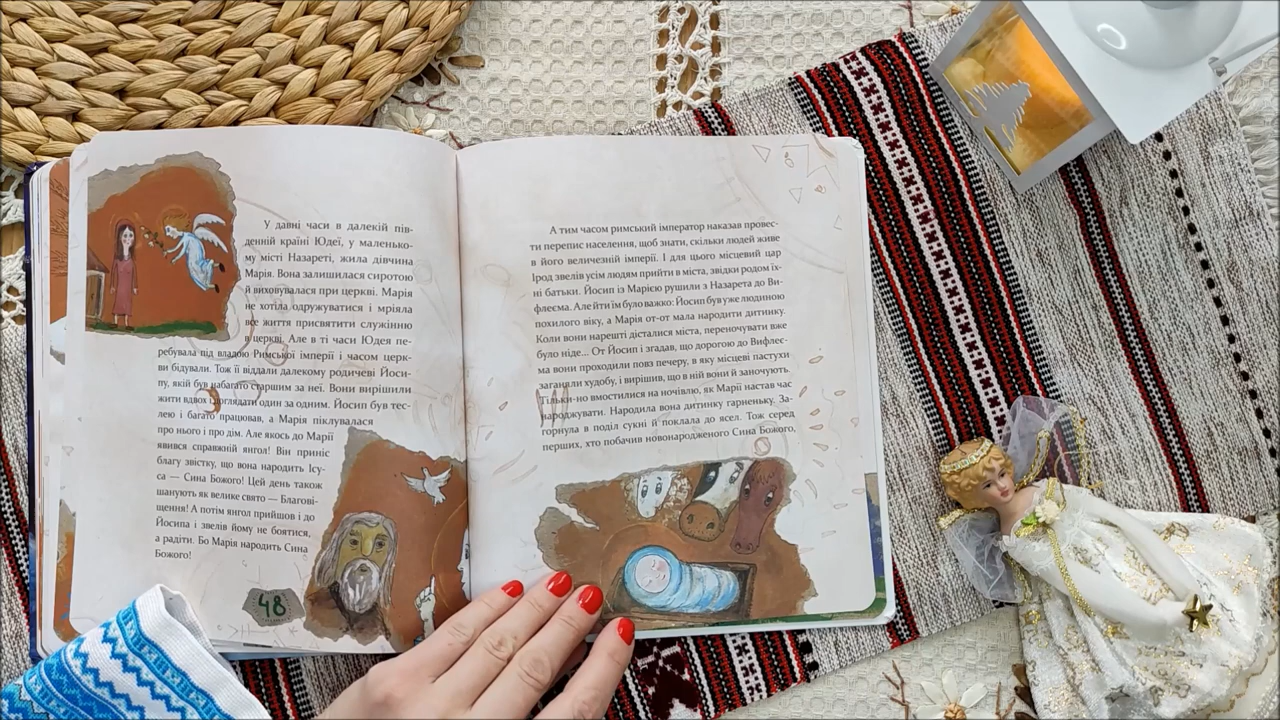 У давні часи в далекій пів-
денній країні Юдеї, у маленько-
му місті Назареті, жила дівчина
Марія. Вона залишилася сиротою
й виховувалася при церкві. Марія
не хотіла одружуватися і мріяла
все життя присвятити служінню
церкві. Але в ті часи Юдея пе-
ребувала під владою Римської імперії і часом церк-
ви бідували. Тож її віддали далекому родичеві Йоси-
пу, якій був набагато старшим за неї. Вони вирішили
жити вдвох і доглядати один за одним. Йосип був тес-
лею і багато працював, а Марія піклувалася
про нього і про дім. Але якось до Марії
явився справжній янгол! Він приніс
благу звістку, що вона народить Ісу-
са — Сина Божого! Цей день також
шанують як велике свято — Благові-
щення! А потім янгол прийшов і до
Йосипа і звелів йому не боятися,
а радіти. Бо Марія народить Сина
Божого!
48
А тим часом римський імператор наказав провес-
ти перепис населення, щоб знати, скільки людей живе
в його величезній імперії. І для цього місцевий цар
Ірод звелів усім людям прийти в міста, звідки родом їх-
ні батьки. Йосип із Марією рушили з Назарета до Ви-
флеєма. Але йти їм було важко: Йосип був уже людиною
похилого віку, а Марія от-от мала народити дитинку.
Коли вони нарешті дісталися міста, переночувати вже
було ніде... От Йосип і згадав, що дорогою до Вифлеє-
ма вони проходили повз печеру, в яку місцеві пастухи
заганяли худобу, і вирішив, що в ній вони й заночують.
Тільки-но вмостилися на ночівлю, як Марії настав час
народжувати. Народила вона дитинку гарненьку. За-
горнула в поділ сукні й поклала до ясел. Тож серед
перших, хто побачив новонародженого Сина Божого,